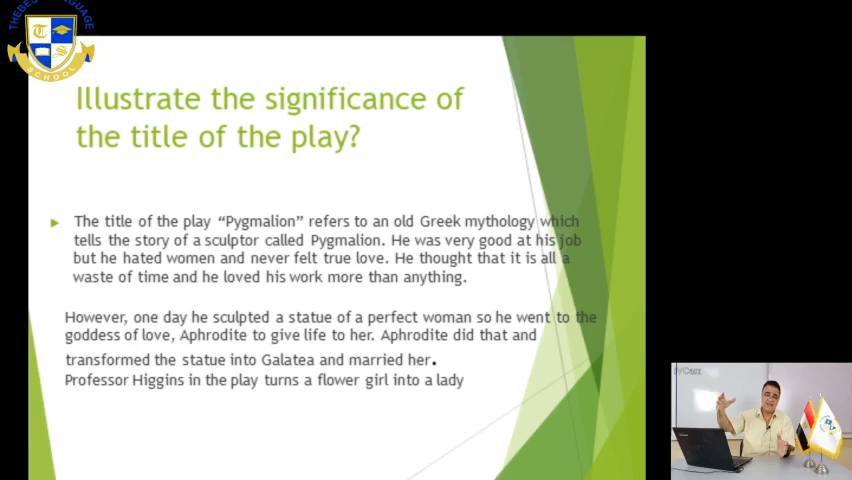 THEBES LANGUAGE
SCHOOL
Illustrate the significance of
the title of the play?
The title of the play “Pygmalion” refers to an old Greek mythology which
tells the story of a sculptor called Pygmalion. He was very good at his job
but he hated women and never felt true love. He thought that it is all a
waste of time and he loved his work more than anything.
However, one day he sculpted a statue of a perfect woman so he went to the
goddess of love, Aphrodite to give life to her. Aphrodite did that and
transformed the statue into Galatea and married her.
Professor Higgins in the play turns a flower girl into a lady
iVCam